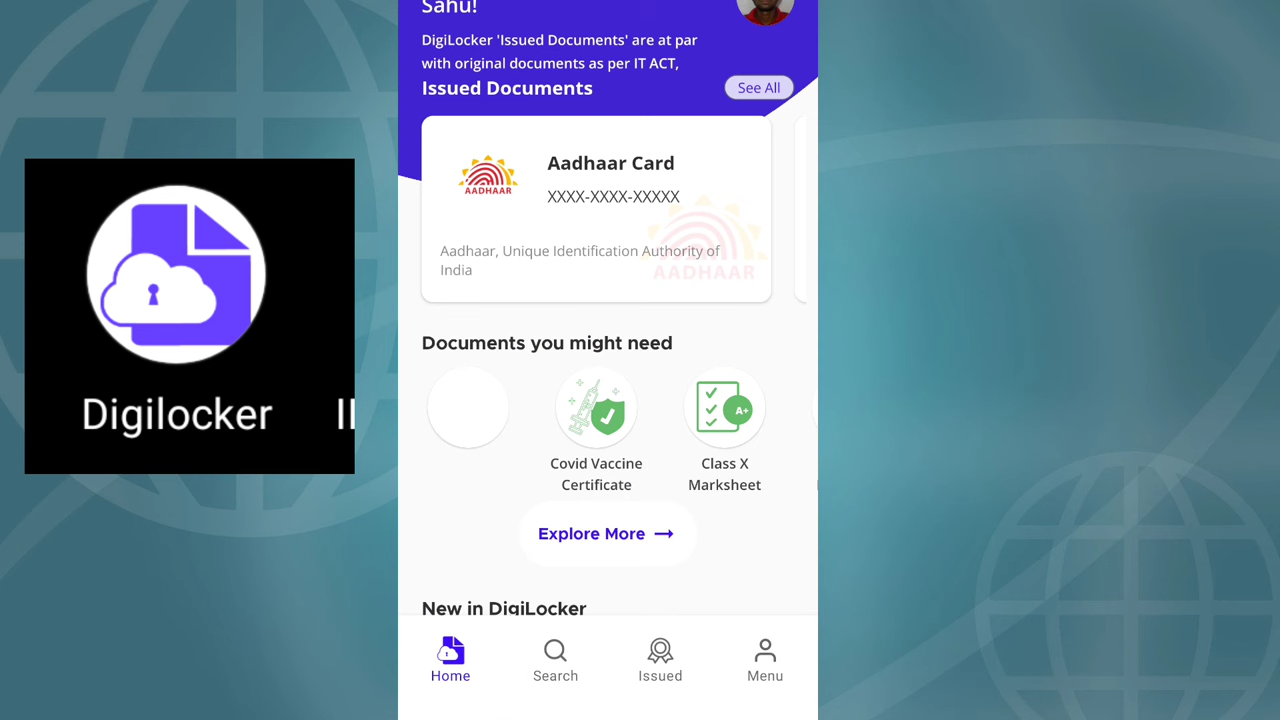 Sahu!
DigiLocker 'Issued Documents' are at par
with original documents as per IT ACT,
Issued Documents
See All
Aadhaar Card
AADHAAR
XXXX-XXXX-XXXXX
Aadhaar, Unique Identification Authority of
India
AADHAAR
Documents you might need
A+
Covid Vaccine
Certificate
Class X
Marksheet
Explore More
New in DigiLocker
Home
Search
Issued
Menu
Digilocker